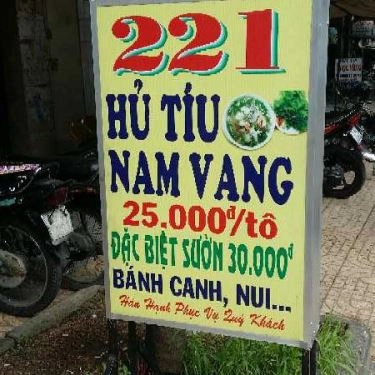 221
HỦ TÍU
NAM VANG
25.000đ/tô
ĐẶC BIỆT SƯỜN 30.000đ
BÁNH CANH, NUI...
Hân Hạnh Phục Vụ Quý Khách